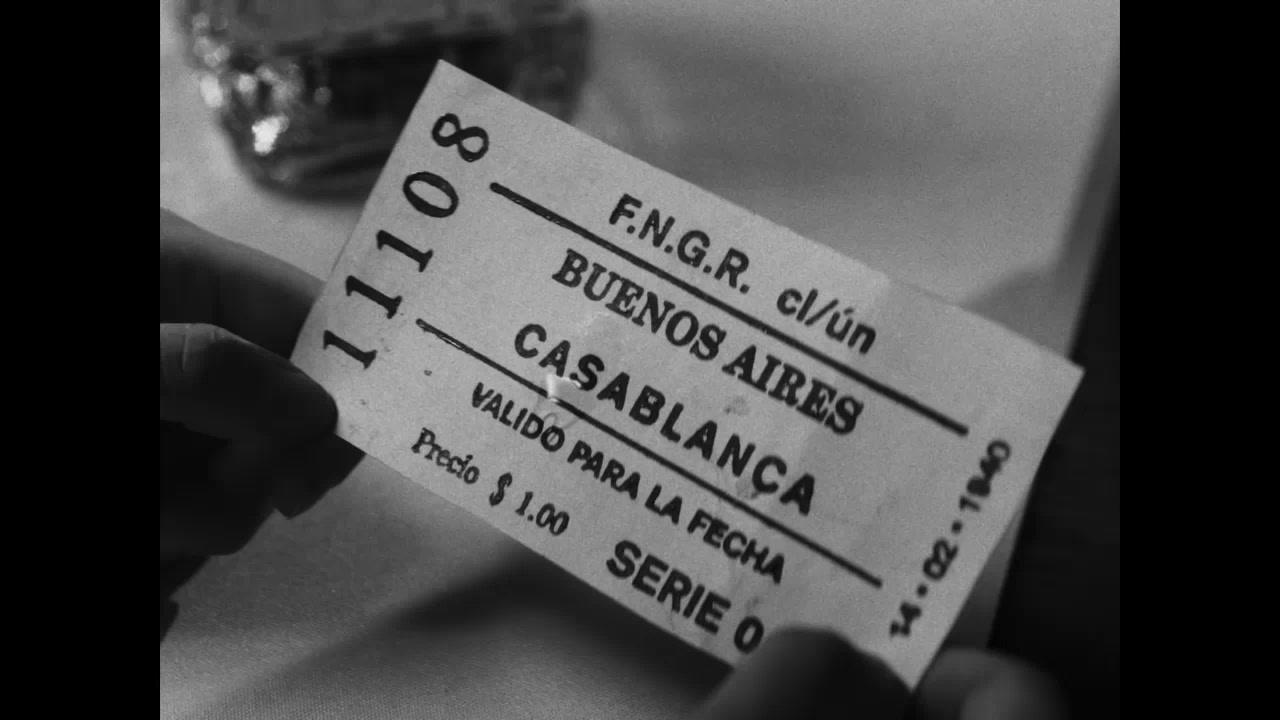 11108
F.N.G.R. cl/ún
BUENOS AIRES
CASABLANCA
VALIDO PARA LA FECHA
Precio $ 1.00
SERIE 0
14•02•1940